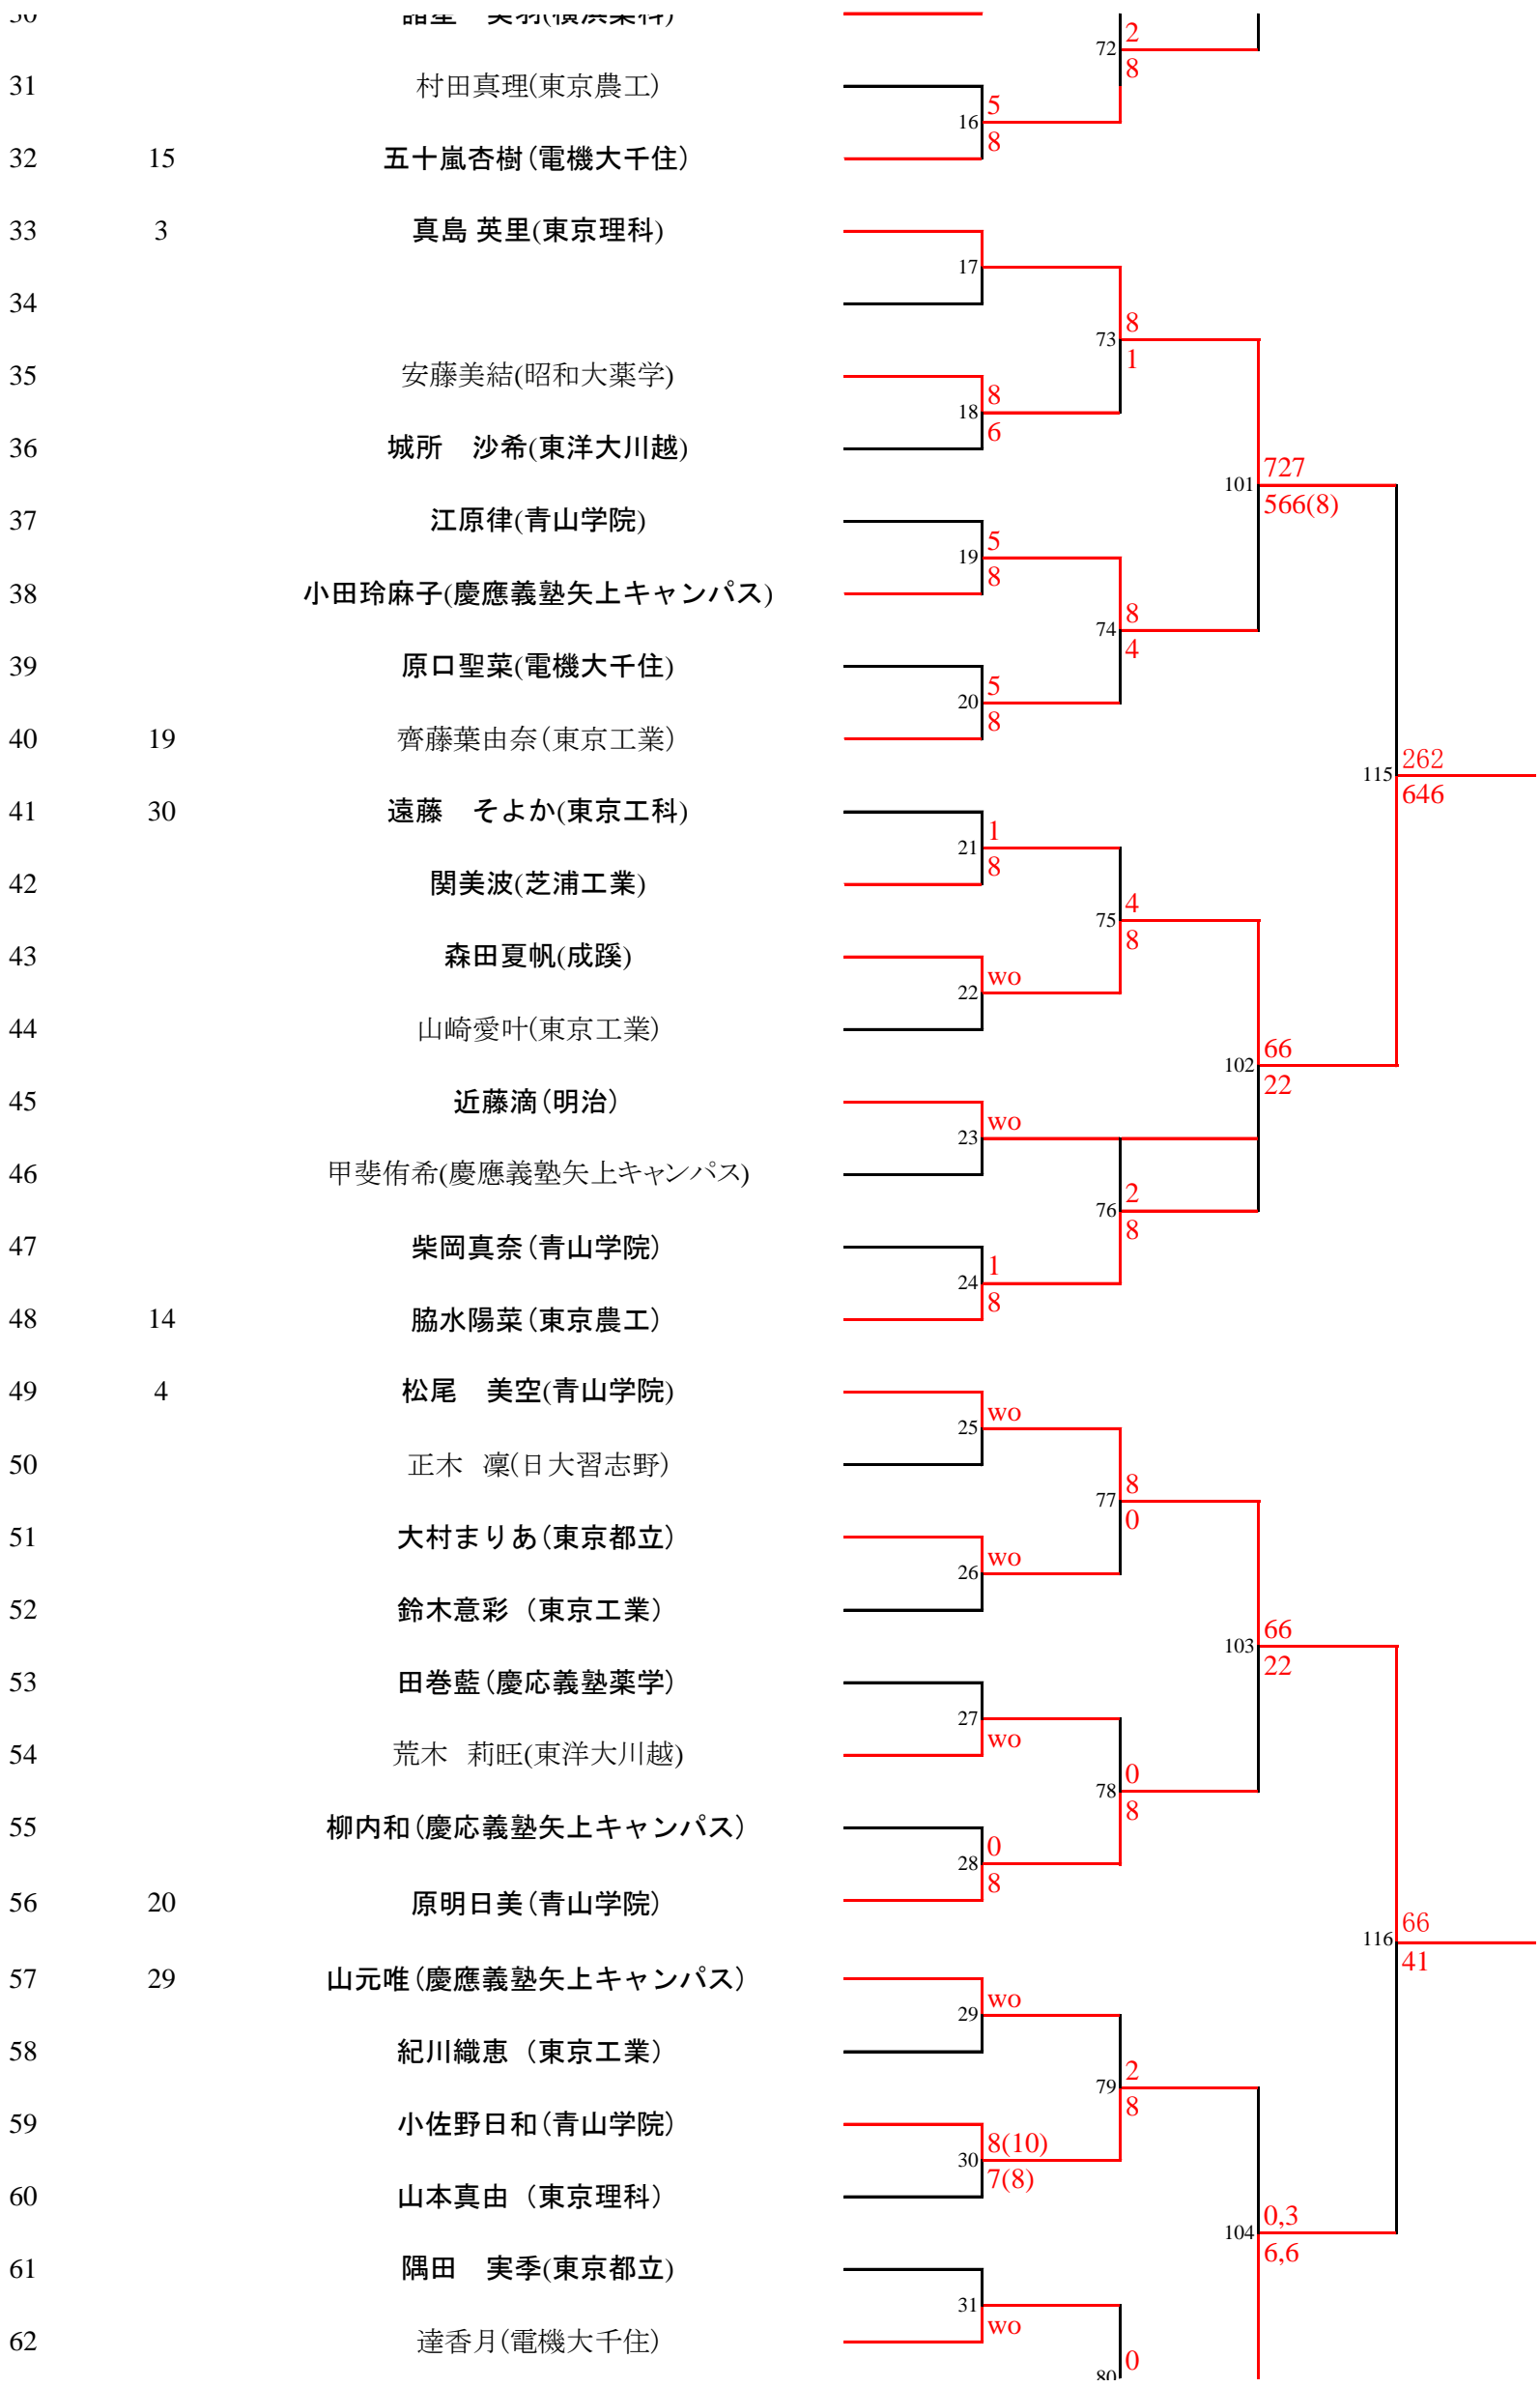 2
72
8
31 村田真理(東京農工)
5
16
8
32 15 五十嵐杏樹(電機大千住)
33 3 真島 英里(東京理科)
17
34
8
73
1
35 安藤美結(昭和大薬学)
8
18
6
36 城所　沙希(東洋大川越)
727
101
566(8)
37 江原律(青山学院)
5
19
8
38 小田玲麻子(慶應義塾矢上キャンパス)
8
74
4
39 原口聖菜(電機大千住)
5
20
8
40 19 齊藤葉由奈(東京工業)
262
115
646
41 30 遠藤　そよか(東京工科)
1
21
8
42 関美波(芝浦工業)
4
75
8
43 森田夏帆(成蹊)
wo
22
44 山崎愛叶(東京工業)
66
102
22
45 近藤滴(明治)
wo
23
46 甲斐侑希(慶應義塾矢上キャンパス)
2
76
8
47 柴岡真奈(青山学院)
1
24
8
48 14 脇水陽菜(東京農工)
49 4 松尾　美空(青山学院)
wo
25
50 正木　凜(日大習志野)
8
77
0
51 大村まりあ(東京都立)
wo
26
52 鈴木意彩（東京工業）
66
103
22
53 田巻藍(慶応義塾薬学)
27
wo
54 荒木　莉旺(東洋大川越)
0
78
8
55 柳内和(慶応義塾矢上キャンパス)
0
28
8
56 20 原明日美(青山学院)
66
116
41
57 29 山元唯(慶應義塾矢上キャンパス)
wo
29
58 紀川織恵（東京工業）
2
79
8
59 小佐野日和(青山学院)
8(10)
30
7(8)
60 山本真由（東京理科）
0,3
104
6,6
61 隅田　実季(東京都立)
31
wo
62 達香月(電機大千住)
0
80